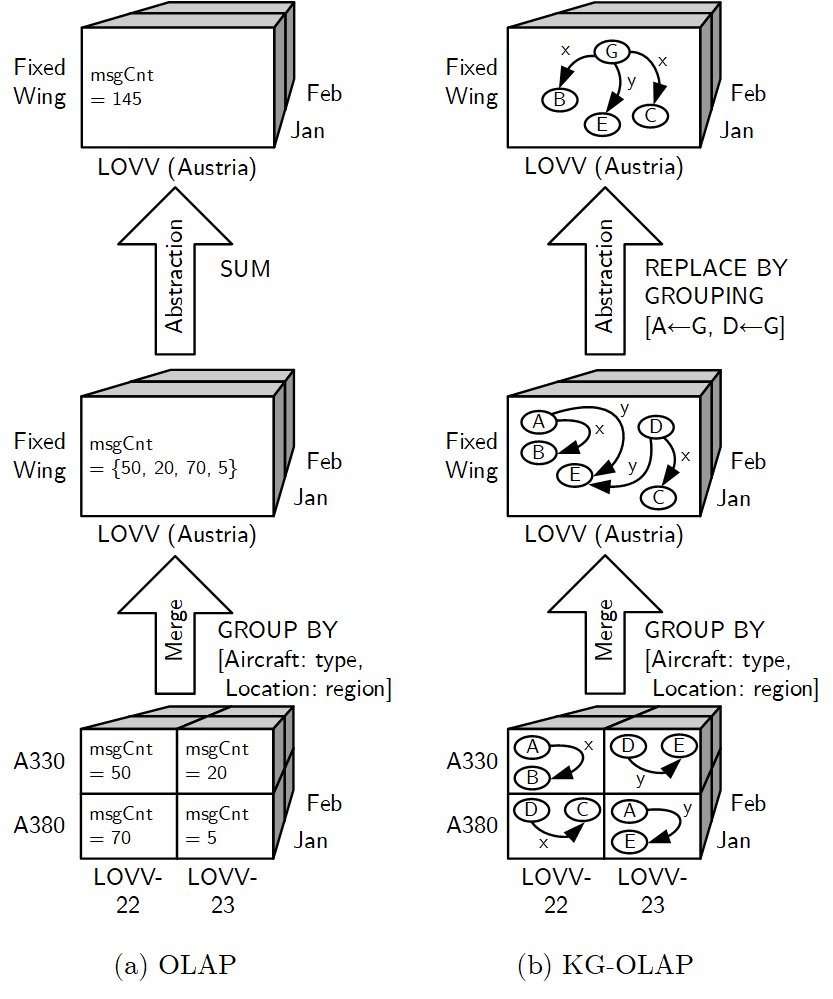 Fixed
Wing
msgCnt
= 145
Feb
Jan
LOVV (Austria)
Abstraction
SUM
Fixed
Wing
msgCnt
= {50, 20, 70, 5}
Feb
Jan
LOVV (Austria)
Merge
GROUP BY
[Aircraft: type,
Location: region]
A330
msgCnt
= 50
msgCnt
= 20
A380
msgCnt
= 70
msgCnt
= 5
Feb
Jan
LOVV-
22
LOVV-
23
(a) OLAP
Fixed
Wing
G
x
x
y
B
E
C
Feb
Jan
LOVV (Austria)
Abstraction
REPLACE BY
GROUPING
[A←G, D←G]
Fixed
Wing
A
y
D
x
B
E
y
x
C
Feb
Jan
LOVV (Austria)
Merge
GROUP BY
[Aircraft: type,
Location: region]
A330
A
x
B
D
E
y
A380
D
C
x
A
y
E
Feb
Jan
LOVV-
22
LOVV-
23
(b) KG-OLAP